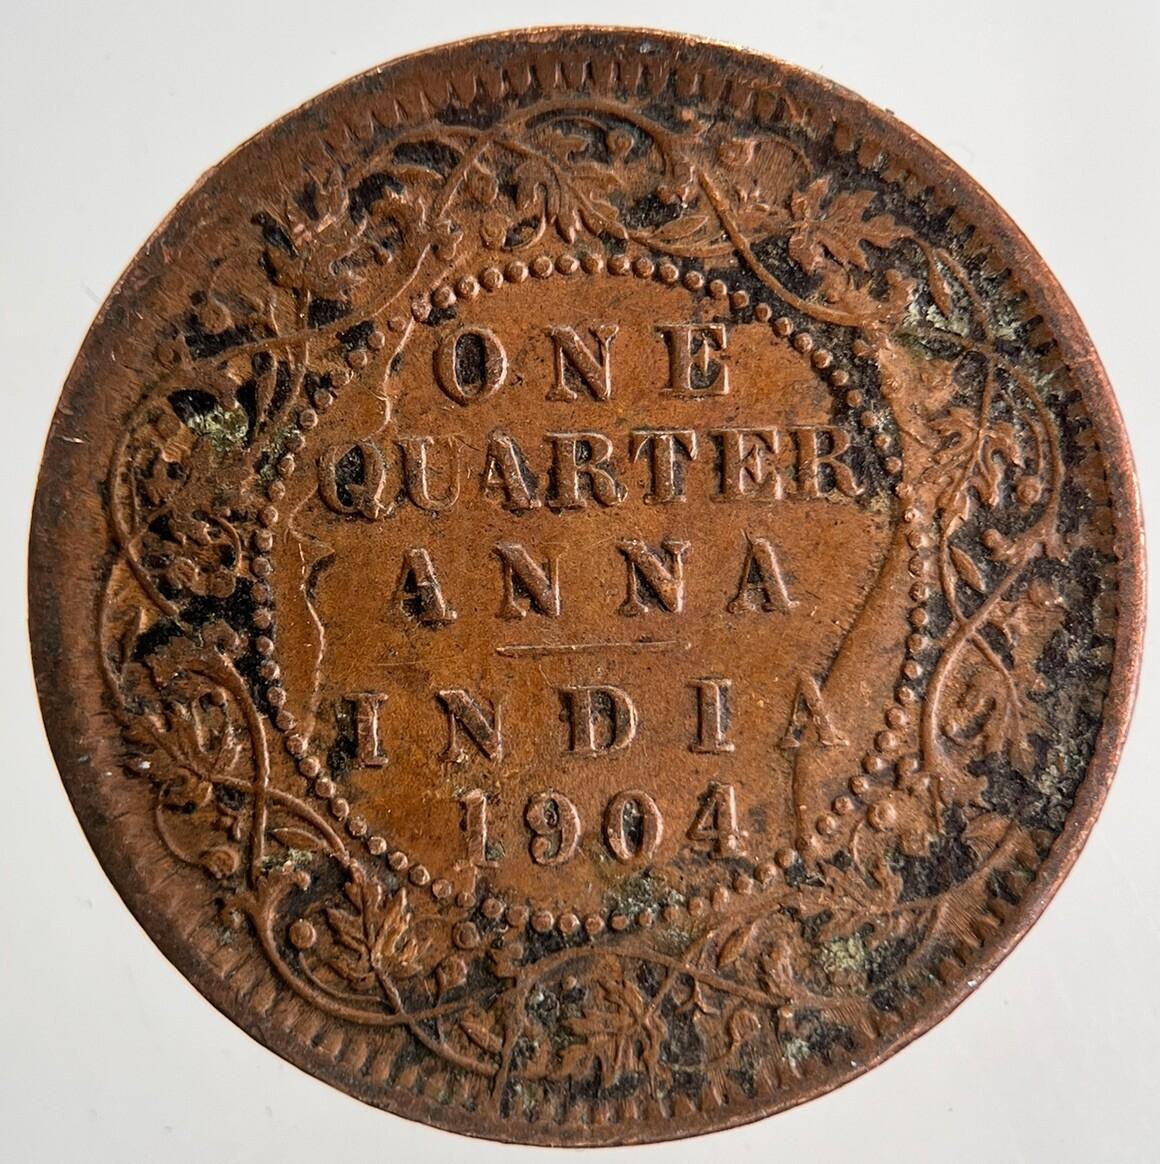 ONE
QUARTER
ANNA
INDIA
1904